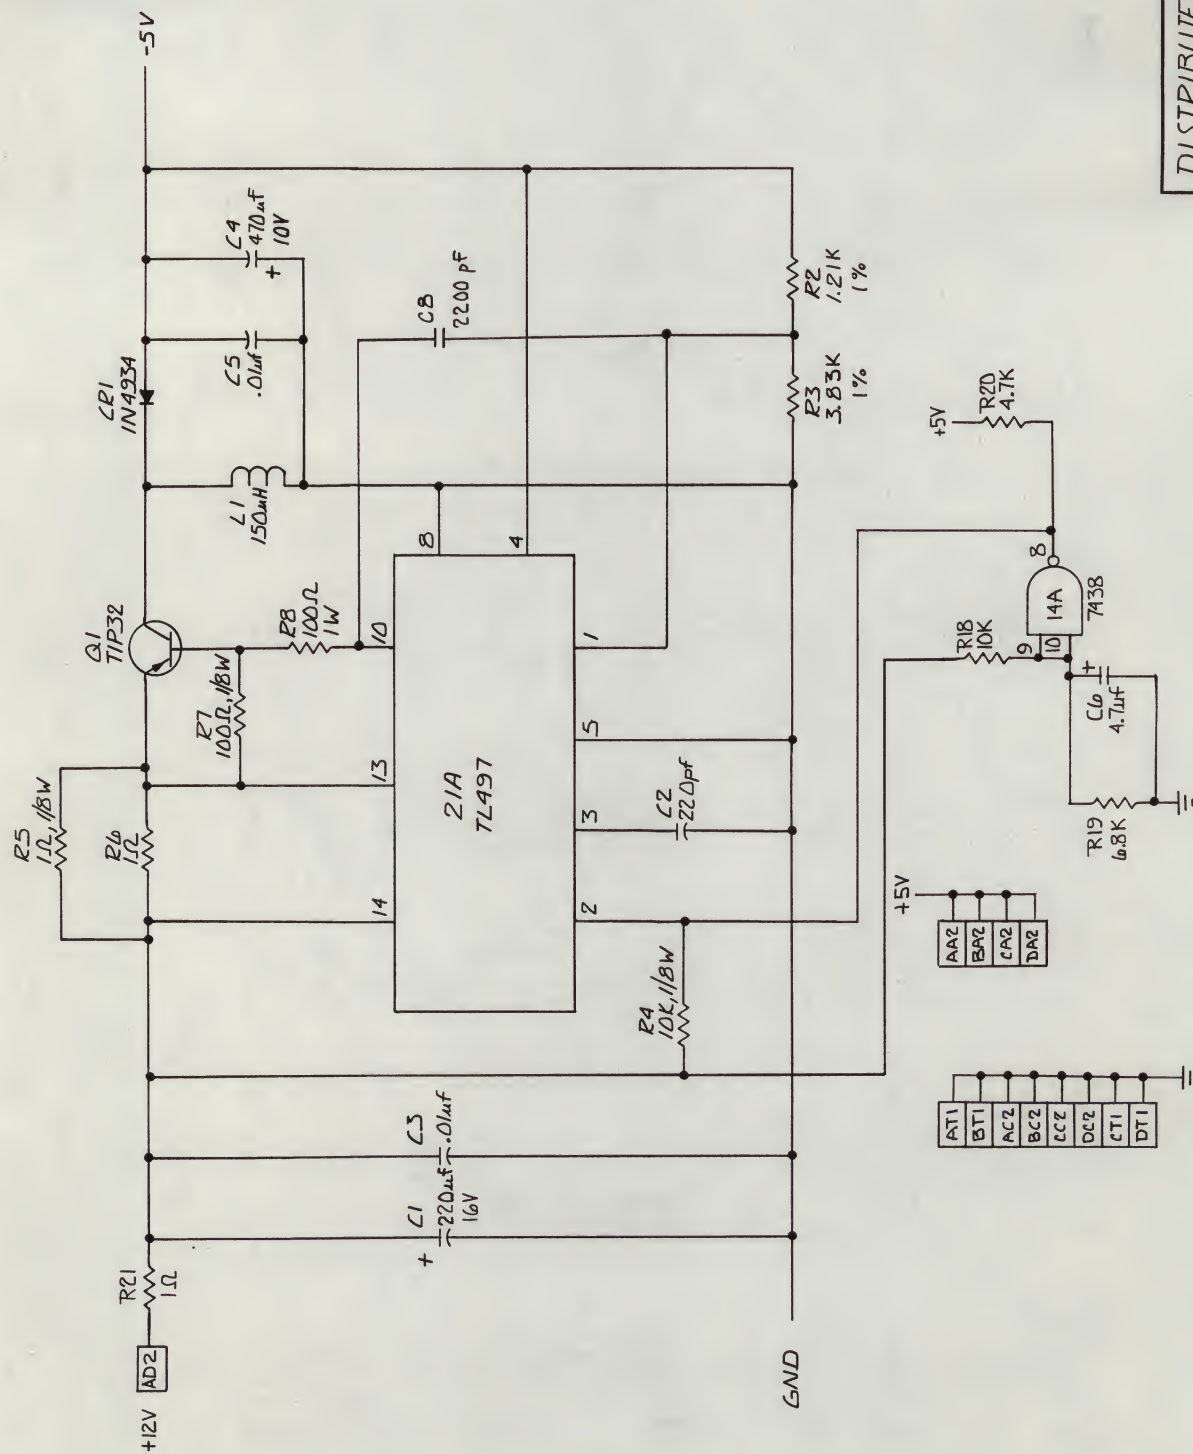 +12V
AD2
R21
1Ω
C1
+
220uf
16V
C3
.01uf
GND
R5
1Ω, 1/8W
R6
1Ω
Q1
TIP32
R7
100Ω, 1/8W
R8
100Ω
1W
CR1
1N4934
L1
150uH
C5
.01uf
C4
470uf
10V
+
-5V
C8
2200 pf
14
13
10
8
4
21A
TL497
2
3
5
1
C2
220pf
R4
10K, 1/8W
R3
3.83K
1%
R2
1.21K
1%
AT1
BT1
AC2
BC2
CC2
DC2
CT1
DT1
+5V
AA2
BA2
CA2
DA2
R19
6.8K
C6
4.7uf
+
R18
10K
9
10
14A
8
7438
+5V
R20
4.7K